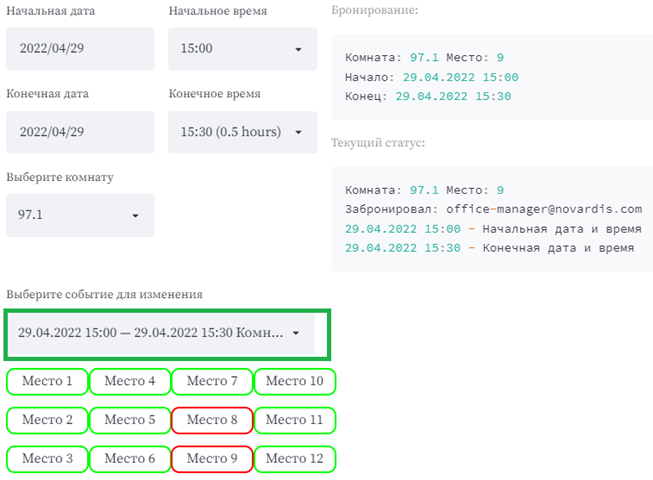 Начальная дата
Начальное время
2022/04/29
15:00
Конечная дата
Конечное время
2022/04/29
15:30 (0.5 hours)
Выберите комнату
97.1
Бронирование:
Комната: 97.1 Место: 9
Начало: 29.04.2022 15:00
Конец: 29.04.2022 15:30
Текущий статус:
Комната: 97.1 Место: 9
Забронировал: office-manager@novardis.com
29.04.2022 15:00 - Начальная дата и время
29.04.2022 15:30 - Конечная дата и время
Выберите событие для изменения
29.04.2022 15:00 — 29.04.2022 15:30 Комн...
Место 1 Место 4 Место 7 Место 10
Место 2 Место 5 Место 8 Место 11
Место 3 Место 6 Место 9 Место 12